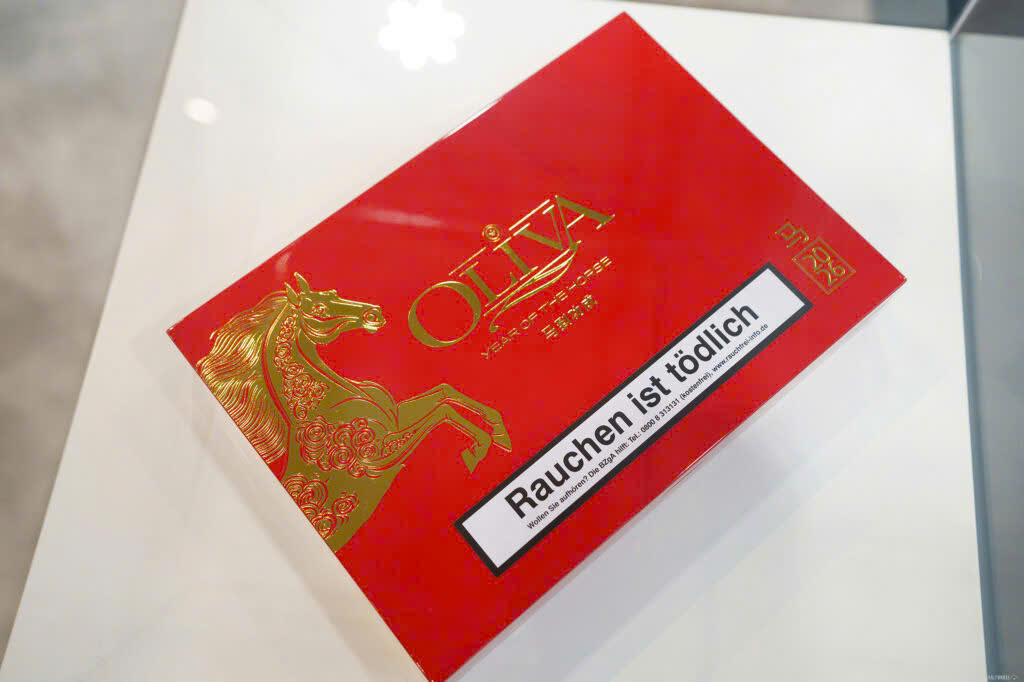 OLIVA
YEAR OF THE HORSE
2026
Rauchen ist tödlich
Wollen Sie aufhören? Die BZgA hilft: Tel.: 0800 8 313131 (kostenfrei), www.rauchfrei-info.de